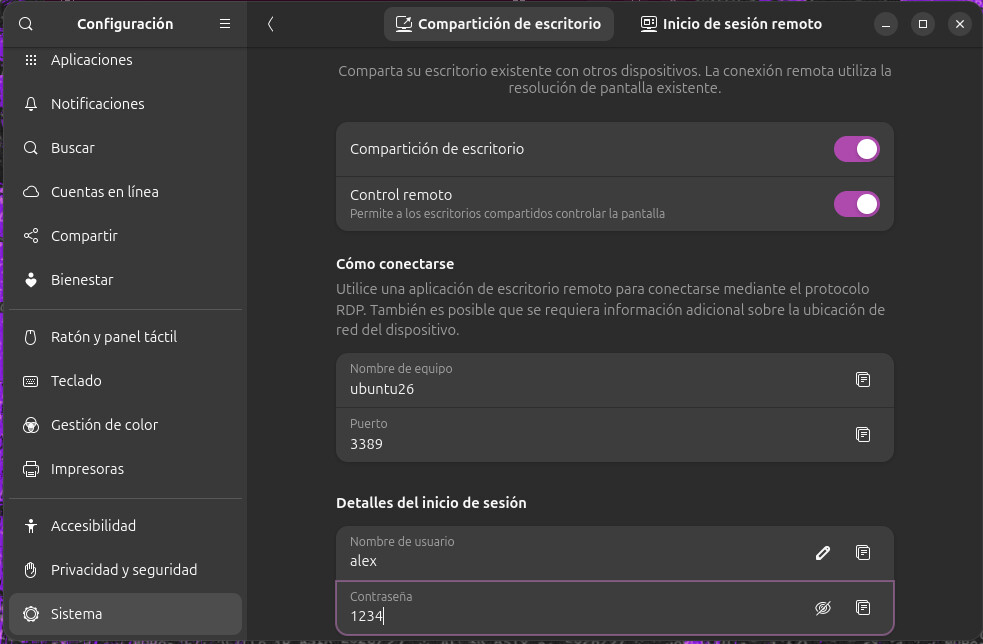 Configuración
Compartición de escritorio
Inicio de sesión remoto
Aplicaciones
Notificaciones
Buscar
Cuentas en línea
Compartir
Bienestar
Ratón y panel táctil
Teclado
Gestión de color
Impresoras
Accesibilidad
Privacidad y seguridad
Sistema
Comparta su escritorio existente con otros dispositivos. La conexión remota utiliza la
resolución de pantalla existente.
Compartición de escritorio
Control remoto
Permite a los escritorios compartidos controlar la pantalla
Cómo conectarse
Utilice una aplicación de escritorio remoto para conectarse mediante el protocolo
RDP. También es posible que se requiera información adicional sobre la ubicación de
red del dispositivo.
Nombre de equipo
ubuntu26
Puerto
3389
Detalles del inicio de sesión
Nombre de usuario
alex
Contraseña
1234